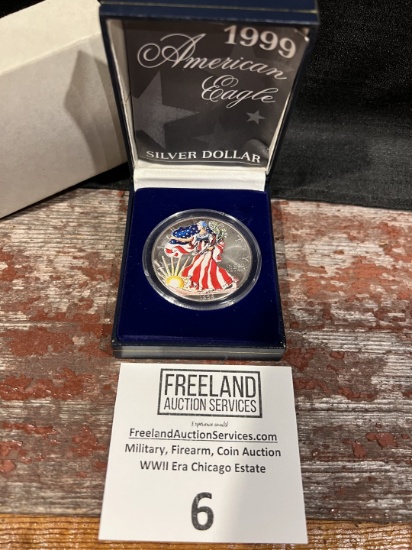 1999
American
Eagle
SILVER DOLLAR
FREELAND
AUCTION SERVICES
FreelandAuctionServices.com
Military, Firearm, Coin Auction
WWII Era Chicago Estate
6